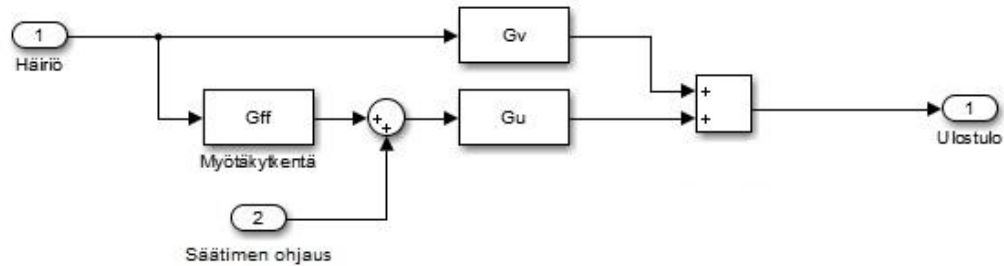 1
Häiriö
Gv
+
+
1
Ulostulo
Gff
Myötäkytkentä
+
+
Gu
2
Säätimen ohjaus